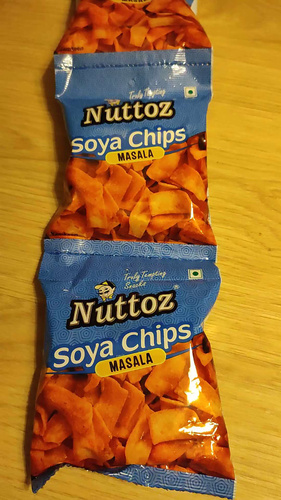 Truly Tempting
Nuttoz
Soya Chips
MASALA
Truly Tempting
Snacks
Nuttoz®
Soya Chips
MASALA